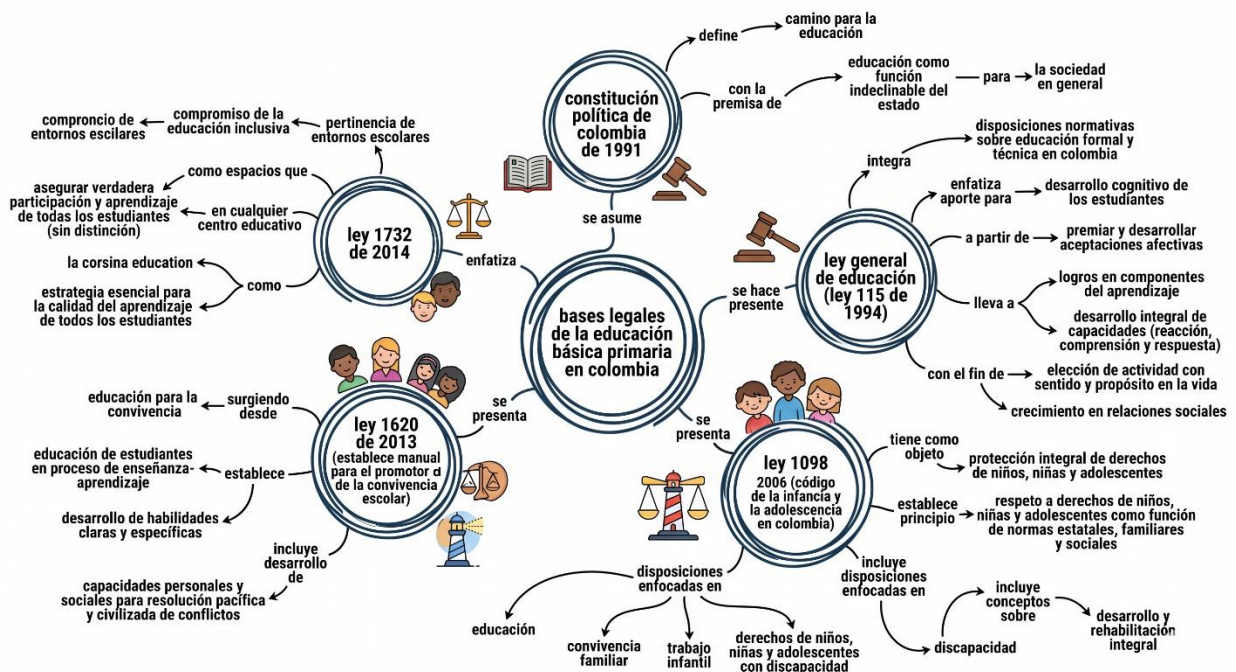 define
camino para la
educación
constitución
política de
colombia
de 1991
con la
premisa de
educación como
función
indeclinable del
estado
para
la sociedad
en general
se asume
bases legales
de la educación
básica primaria
en colombia
enfatiza
ley 1732
de 2014
pertinencia de
entornos escolares
compromiso de la
educación inclusiva
comproncio de
entornos escilares
como espacios que
asegurar verdadera
participación y aprendizaje
de todas los estudiantes
(sin distinción)
en cualquier
centro educativo
como
la corsina education
estrategia esencial para
la calidad del aprendizaje
de todos los estudiantes
se hace
presente
ley general
de educación
(ley 115 de
1994)
integra
disposiciones normativas
sobre educación formal y
técnica en colombia
enfatiza
aporte para
desarrollo cognitivo de
los estudiantes
a partir de
premiar y desarrollar
aceptaciones afectivas
lleva a
logros en componentes
del aprendizaje
desarrollo integral de
capacidades (reacción,
comprensión y respuesta)
con el fin de
elección de actividad con
sentido y propósito en la vida
crecimiento en relaciones sociales
se
presenta
ley 1620
de 2013
(establece manual
para el promotor d
de la convivencia
escolar)
surgiendo
desde
educación para la
convivencia
establece
educación de estudiantes
en proceso de enseñanza-
aprendizaje
desarrollo de habilidades
claras y específicas
incluye
desarrollo
de
capacidades personales y
sociales para resolución pacífica
y civilizada de conflictos
se
presenta
ley 1098
2006 (código
de la infancia y
la adolescencia
en colombia)
tiene como
objeto
protección integral de derechos
de niños, niñas y adolescentes
establece
principio
respeto a derechos de niños,
niñas y adolescentes como función
de normas estatales, familiares
y sociales
incluye
disposiciones
enfocadas en
discapacidad
incluye
conceptos
sobre
desarrollo y
rehabilitación
integral
disposiciones
enfocadas en
educación
convivencia
familiar
trabajo
infantil
derechos de niños,
niñas y adolescentes
con discapacidad